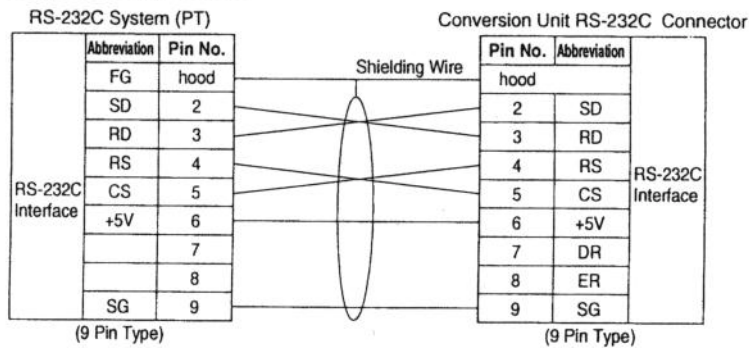 RS-232C System (PT)
Conversion Unit RS-232C Connector
Abbreviation Pin No.
FG hood
SD 2
RD 3
RS 4
CS 5
+5V 6
7
8
SG 9
RS-232C
Interface
(9 Pin Type)
Shielding Wire
Pin No. Abbreviation
hood
2 SD
3 RD
4 RS
5 CS
6 +5V
7 DR
8 ER
9 SG
RS-232C
Interface
(9 Pin Type)